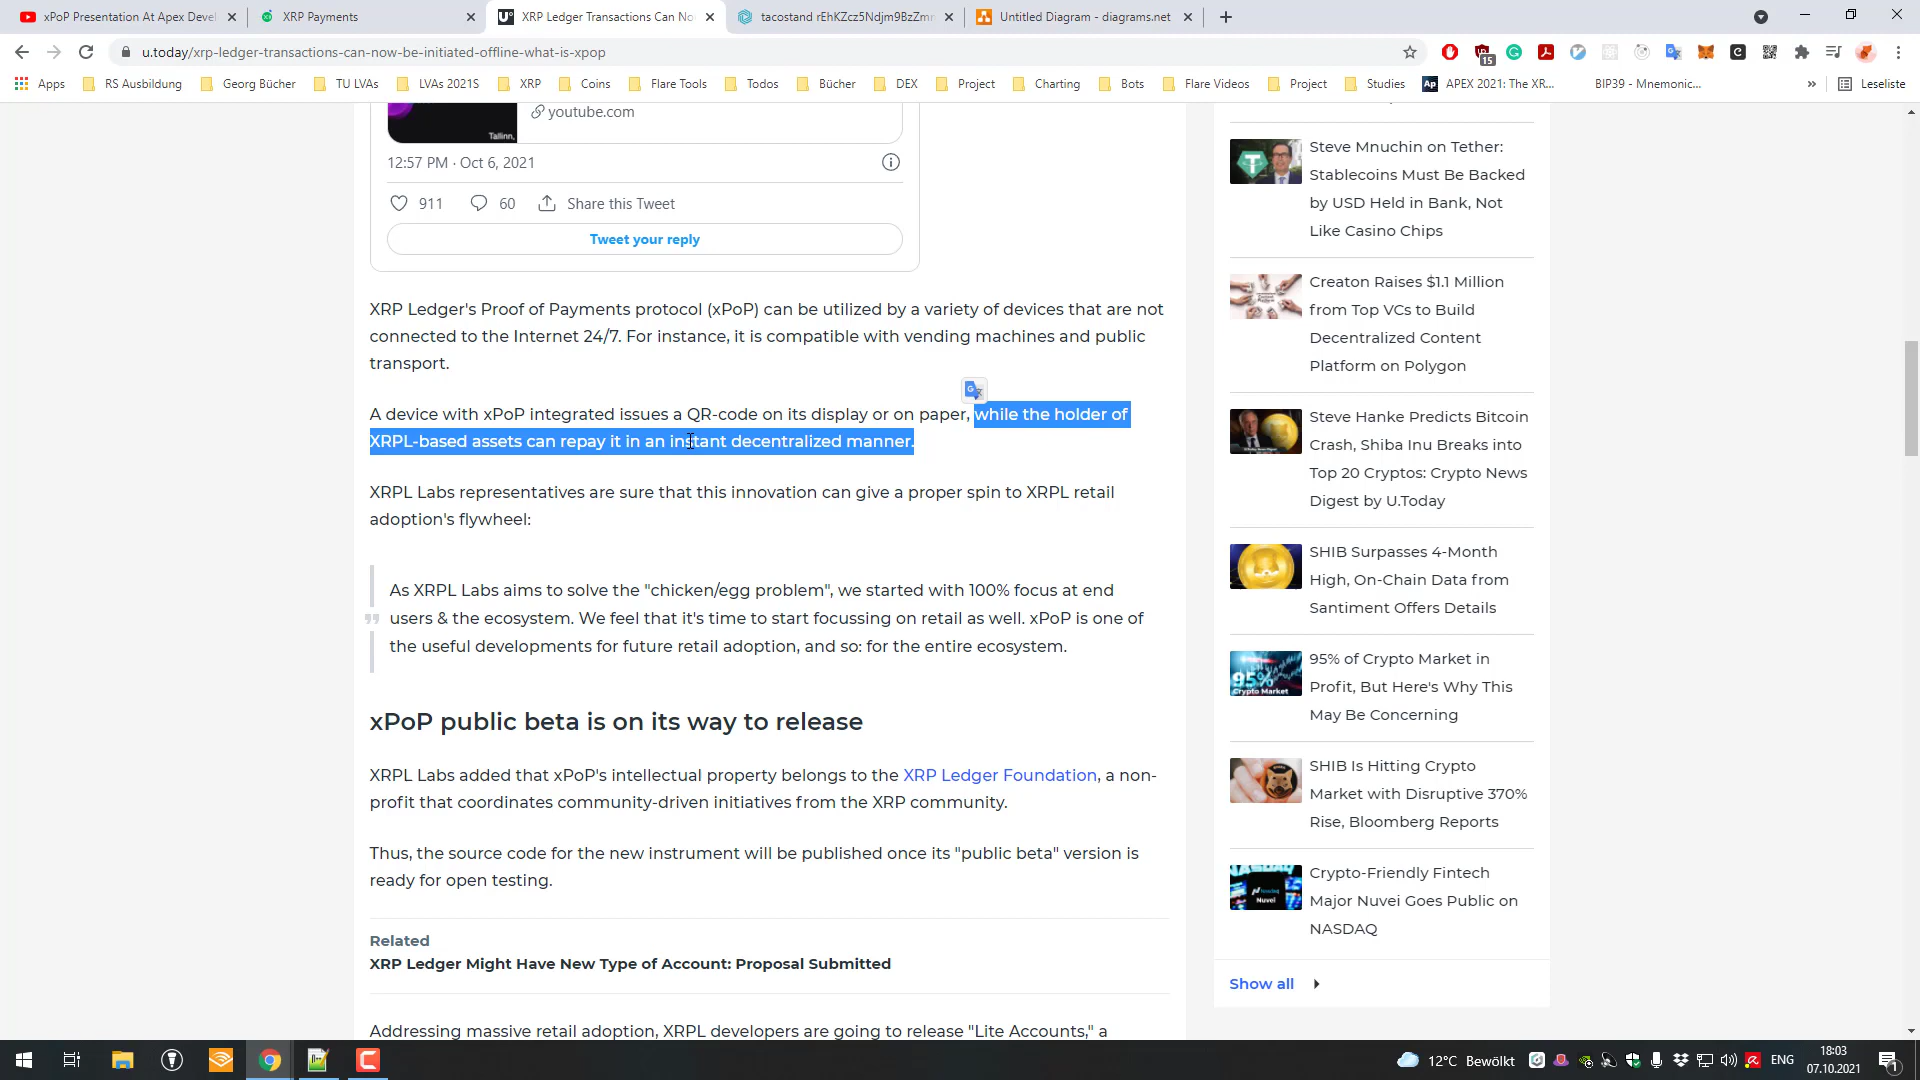 xPoP Presentation At Apex Devel
XRP Payments
XRP Ledger Transactions Can No
tacostand rEhKZcz5Ndjm9BzZmr
Untitled Diagram - diagrams.net
u.today/xrp-ledger-transactions-can-now-be-initiated-offline-what-is-xpop
15
Apps
RS Ausbildung
Georg Bücher
TU LVAs
LVAs 2021S
XRP
Coins
Flare Tools
Todos
Bücher
DEX
Project
Charting
Bots
Flare Videos
Project
Studies
APEX 2021: The XR...
BIP39 - Mnemonic...
»
Leseliste
Tallinn,
youtube.com
12:57 PM · Oct 6, 2021
911
60
Share this Tweet
Tweet your reply
XRP Ledger's Proof of Payments protocol (xPoP) can be utilized by a variety of devices that are not
connected to the Internet 24/7. For instance, it is compatible with vending machines and public
transport.
A device with xPoP integrated issues a QR-code on its display or on paper, while the holder of
XRPL-based assets can repay it in an instant decentralized manner.
XRPL Labs representatives are sure that this innovation can give a proper spin to XRPL retail
adoption's flywheel:
As XRPL Labs aims to solve the "chicken/egg problem", we started with 100% focus at end
users & the ecosystem. We feel that it's time to start focussing on retail as well. xPoP is one of
the useful developments for future retail adoption, and so: for the entire ecosystem.
xPoP public beta is on its way to release
XRPL Labs added that xPoP's intellectual property belongs to the XRP Ledger Foundation, a non-
profit that coordinates community-driven initiatives from the XRP community.
Thus, the source code for the new instrument will be published once its "public beta" version is
ready for open testing.
Related
XRP Ledger Might Have New Type of Account: Proposal Submitted
Addressing massive retail adoption, XRPL developers are going to release "Lite Accounts," a
Steve Mnuchin on Tether:
Stablecoins Must Be Backed
by USD Held in Bank, Not
Like Casino Chips
Creaton Raises $1.1 Million
from Top VCs to Build
Decentralized Content
Platform on Polygon
Steve Hanke Predicts Bitcoin
Crash, Shiba Inu Breaks into
Top 20 Cryptos: Crypto News
Digest by U.Today
SHIB Surpasses 4-Month
High, On-Chain Data from
Santiment Offers Details
95%
Crypto Market
95% of Crypto Market in
Profit, But Here's Why This
May Be Concerning
SHIB Is Hitting Crypto
Market with Disruptive 370%
Rise, Bloomberg Reports
Nuvei
Crypto-Friendly Fintech
Major Nuvei Goes Public on
NASDAQ
Show all
12°C Bewölkt
ENG
18:03
07.10.2021
1